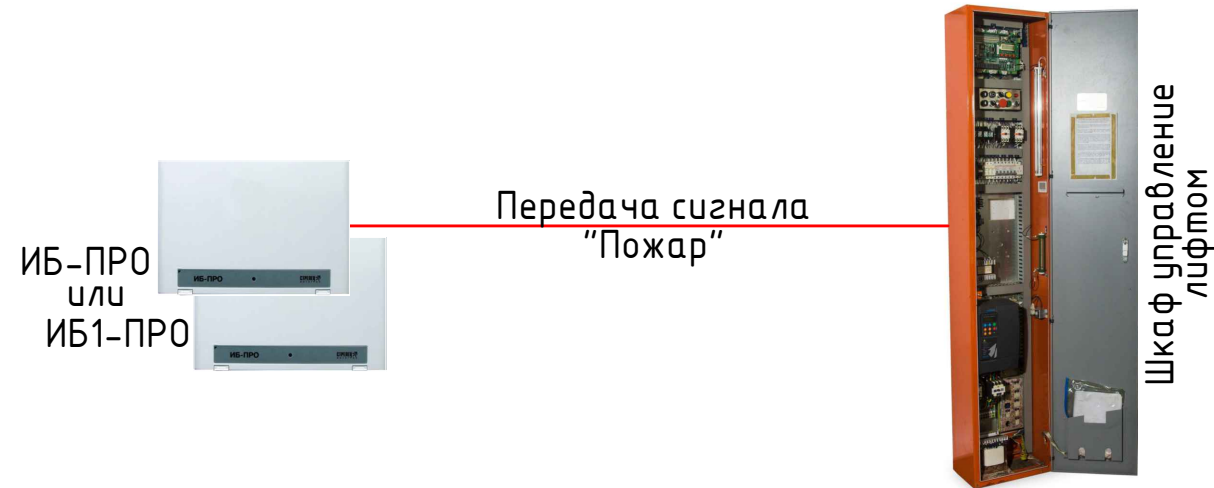 Передача сигнала
"Пожар"
ИБ-ПРО
или
ИБ1-ПРО
ИБ-ПРО
ИБ-ПРО
Шкаф управление
лифтом